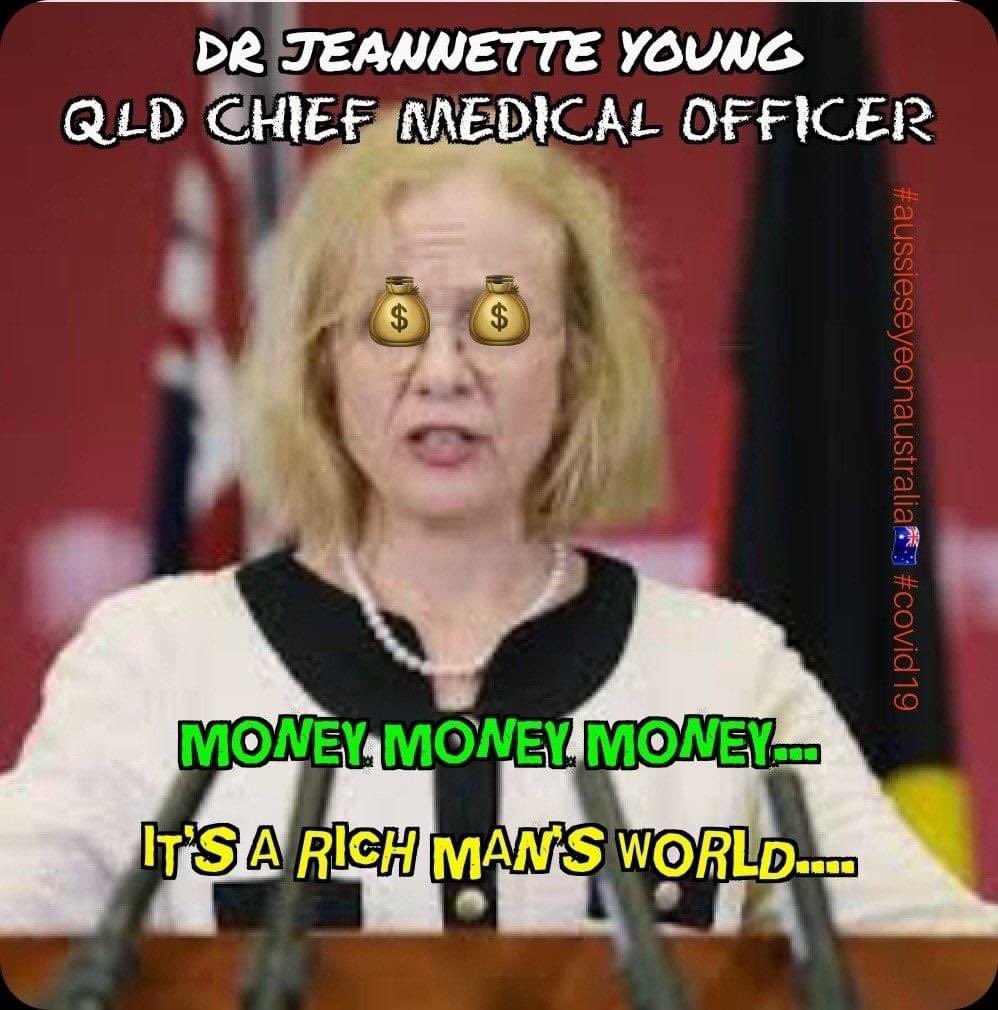 DR JEANNETTE YOUNG
QLD CHIEF MEDICAL OFFICER
#aussieseyeonaustralia🇦🇺 #covid19
$ $
MONEY MONEY MONEY...
IT'S A RICH MAN'S WORLD....